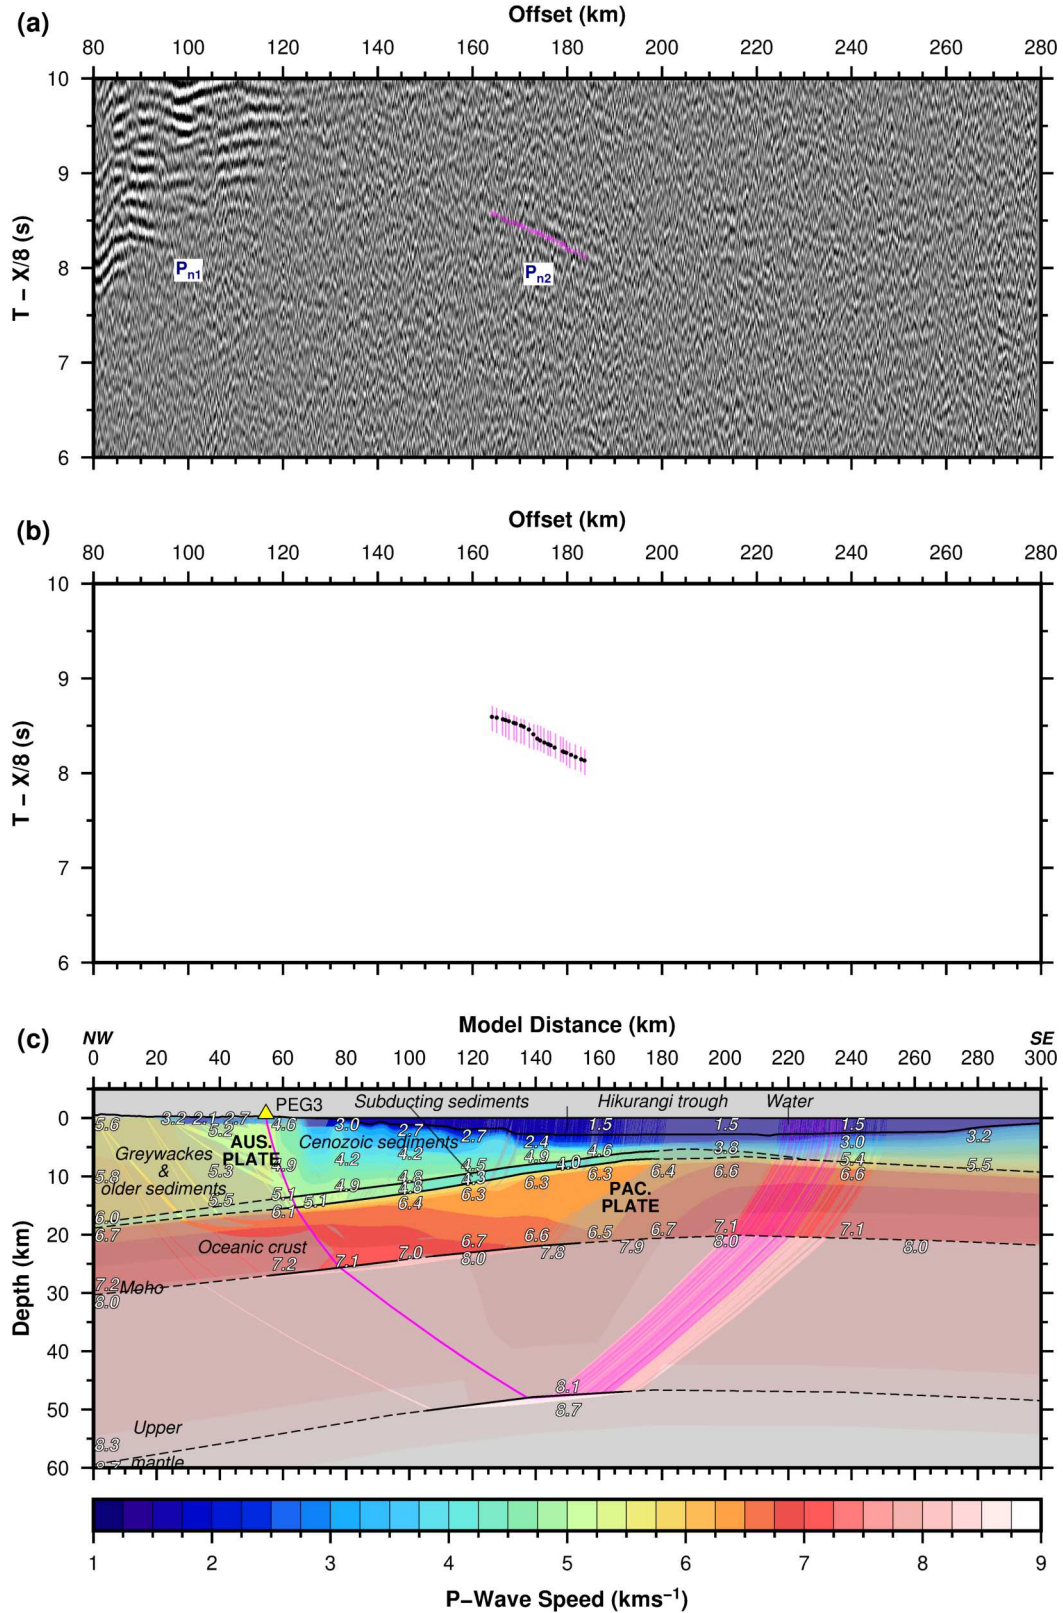 (a)
Offset (km)
80 100 120 140 160 180 200 220 240 260 280
10
9
8
7
6
T − X/8 (s)
Pn1
Pn2
(b)
Offset (km)
80 100 120 140 160 180 200 220 240 260 280
10
9
8
7
6
T − X/8 (s)
(c)
Model Distance (km)
NW
SE
0 20 40 60 80 100 120 140 160 180 200 220 240 260 280 300
PEG3
Subducting sediments
Hikurangi trough
Water
0
10
20
30
40
50
60
Depth (km)
5.6 3.2 2.1 2.7 4.6 3.0 2.7 2.7 2.4 1.5 1.5 1.5 3.2
AUS.
PLATE
Cenozoic sediments
Greywackes
&
older sediments
5.2 4.9 4.2 4.2 4.5 4.9 4.6 3.8 3.0
5.8 5.3 4.9 4.8 4.8 4.3 4.0 5.4 5.5
5.5 5.1 5.1 6.4 6.3 6.3 6.3 6.4 6.6 6.6
PAC.
PLATE
6.0 6.1
6.7 6.7 6.6 6.5 6.7 7.1 7.1
Oceanic crust
7.2 7.1 7.0 8.0 7.8 7.9 8.0 8.0
7.2 Moho
8.0
8.1
8.7
Upper
mantle
8.3
1 2 3 4 5 6 7 8 9
P−Wave Speed (kms⁻¹)